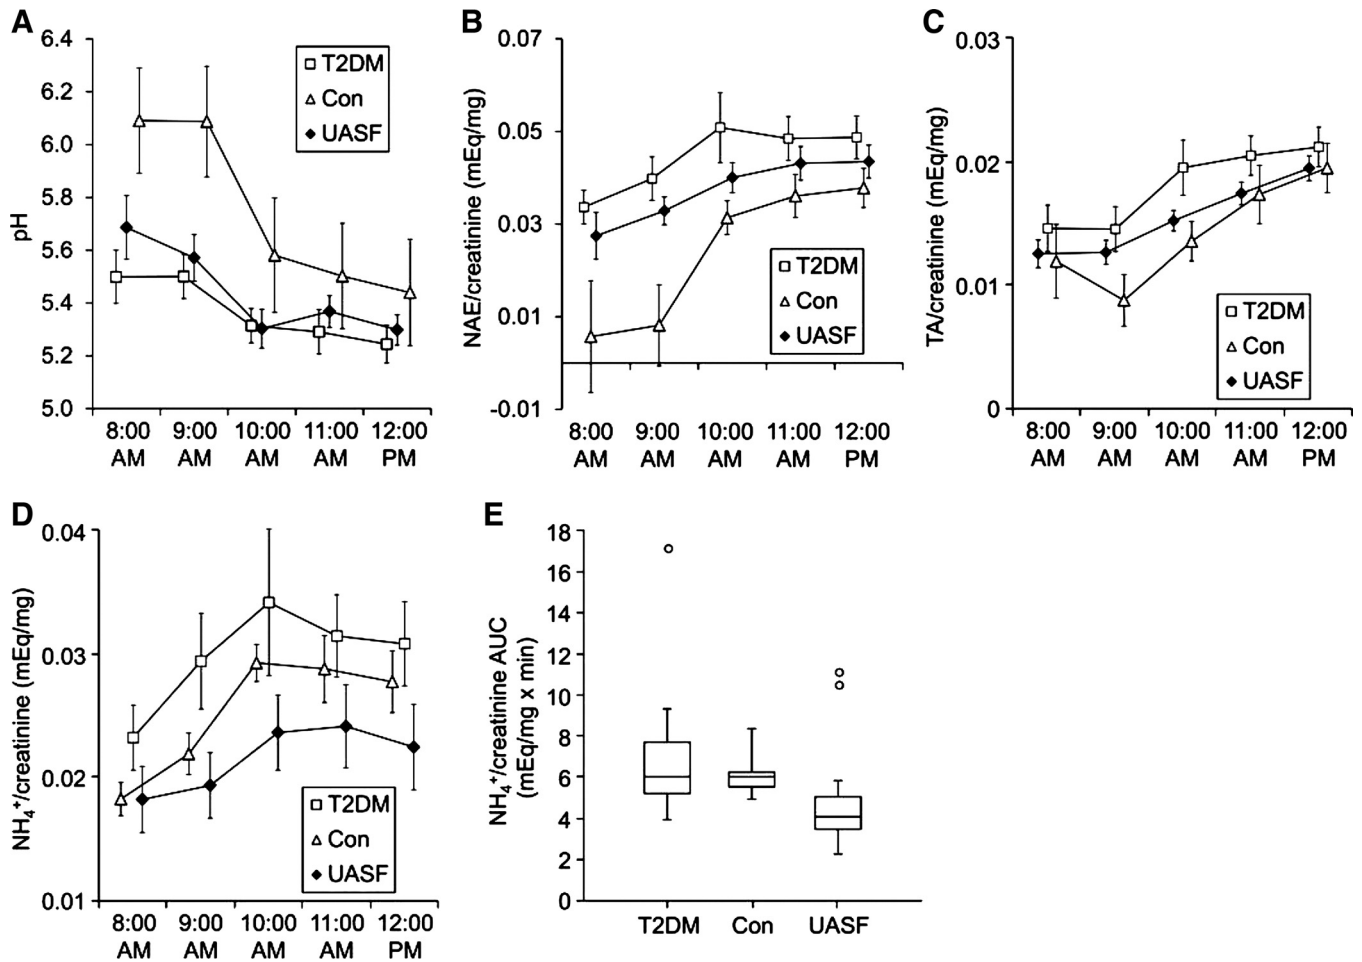 A
pH
6.4
6.2
6.0
5.8
5.6
5.4
5.2
5.0
T2DM
Con
UASF
8:00 9:00 10:00 11:00 12:00
AM AM AM AM PM
B
NAE/creatinine (mEq/mg)
0.07
0.05
0.03
0.01
-0.01
T2DM
Con
UASF
8:00 9:00 10:00 11:00 12:00
AM AM AM AM PM
C
TA/creatinine (mEq/mg)
0.03
0.02
0.01
0
T2DM
Con
UASF
8:00 9:00 10:00 11:00 12:00
AM AM AM AM PM
D
NH₄⁺/creatinine (mEq/mg)
0.04
0.03
0.02
0.01
T2DM
Con
UASF
8:00 9:00 10:00 11:00 12:00
AM AM AM AM PM
E
NH₄⁺/creatinine AUC
(mEq/mg x min)
18
16
14
12
10
8
6
4
2
0
T2DM Con UASF